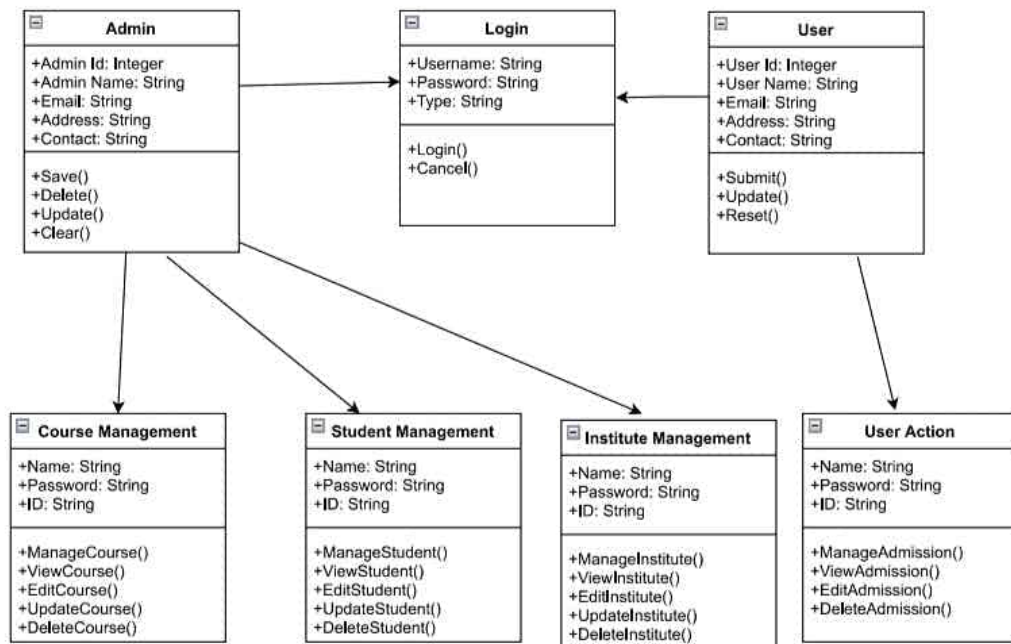 Admin
+Admin Id: Integer
+Admin Name: String
+Email: String
+Address: String
+Contact: String
+Save()
+Delete()
+Update()
+Clear()
Login
+Username: String
+Password: String
+Type: String
+Login()
+Cancel()
User
+User Id: Integer
+User Name: String
+Email: String
+Address: String
+Contact: String
+Submit()
+Update()
+Reset()
Course Management
+Name: String
+Password: String
+ID: String
+ManageCourse()
+ViewCourse()
+EditCourse()
+UpdateCourse()
+DeleteCourse()
Student Management
+Name: String
+Password: String
+ID: String
+ManageStudent()
+ViewStudent()
+EditStudent()
+UpdateStudent()
+DeleteStudent()
Institute Management
+Name: String
+Password: String
+ID: String
+ManageInstitute()
+ViewInstitute()
+EditInstitute()
+UpdateInstitute()
+DeleteInstitute()
User Action
+Name: String
+Password: String
+ID: String
+ManageAdmission()
+ViewAdmission()
+EditAdmission()
+DeleteAdmission()